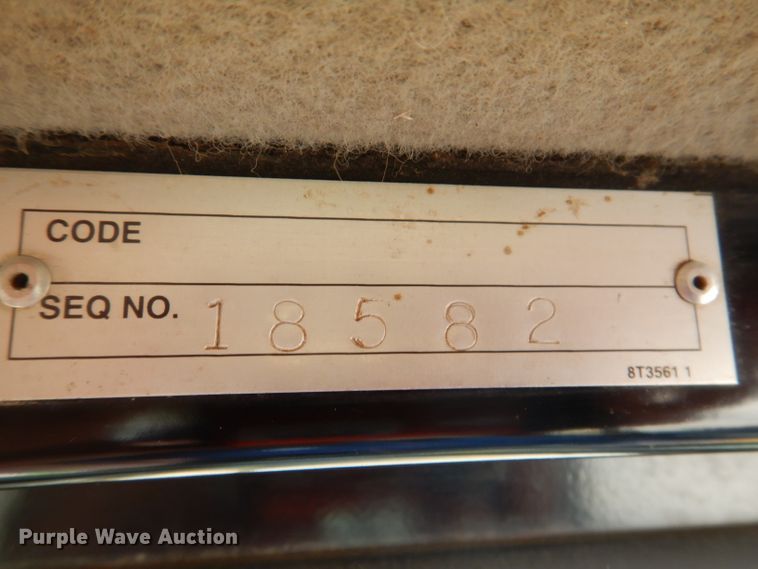 CODE
SEQ NO. 18582
8T3561 1
Purple Wave Auction